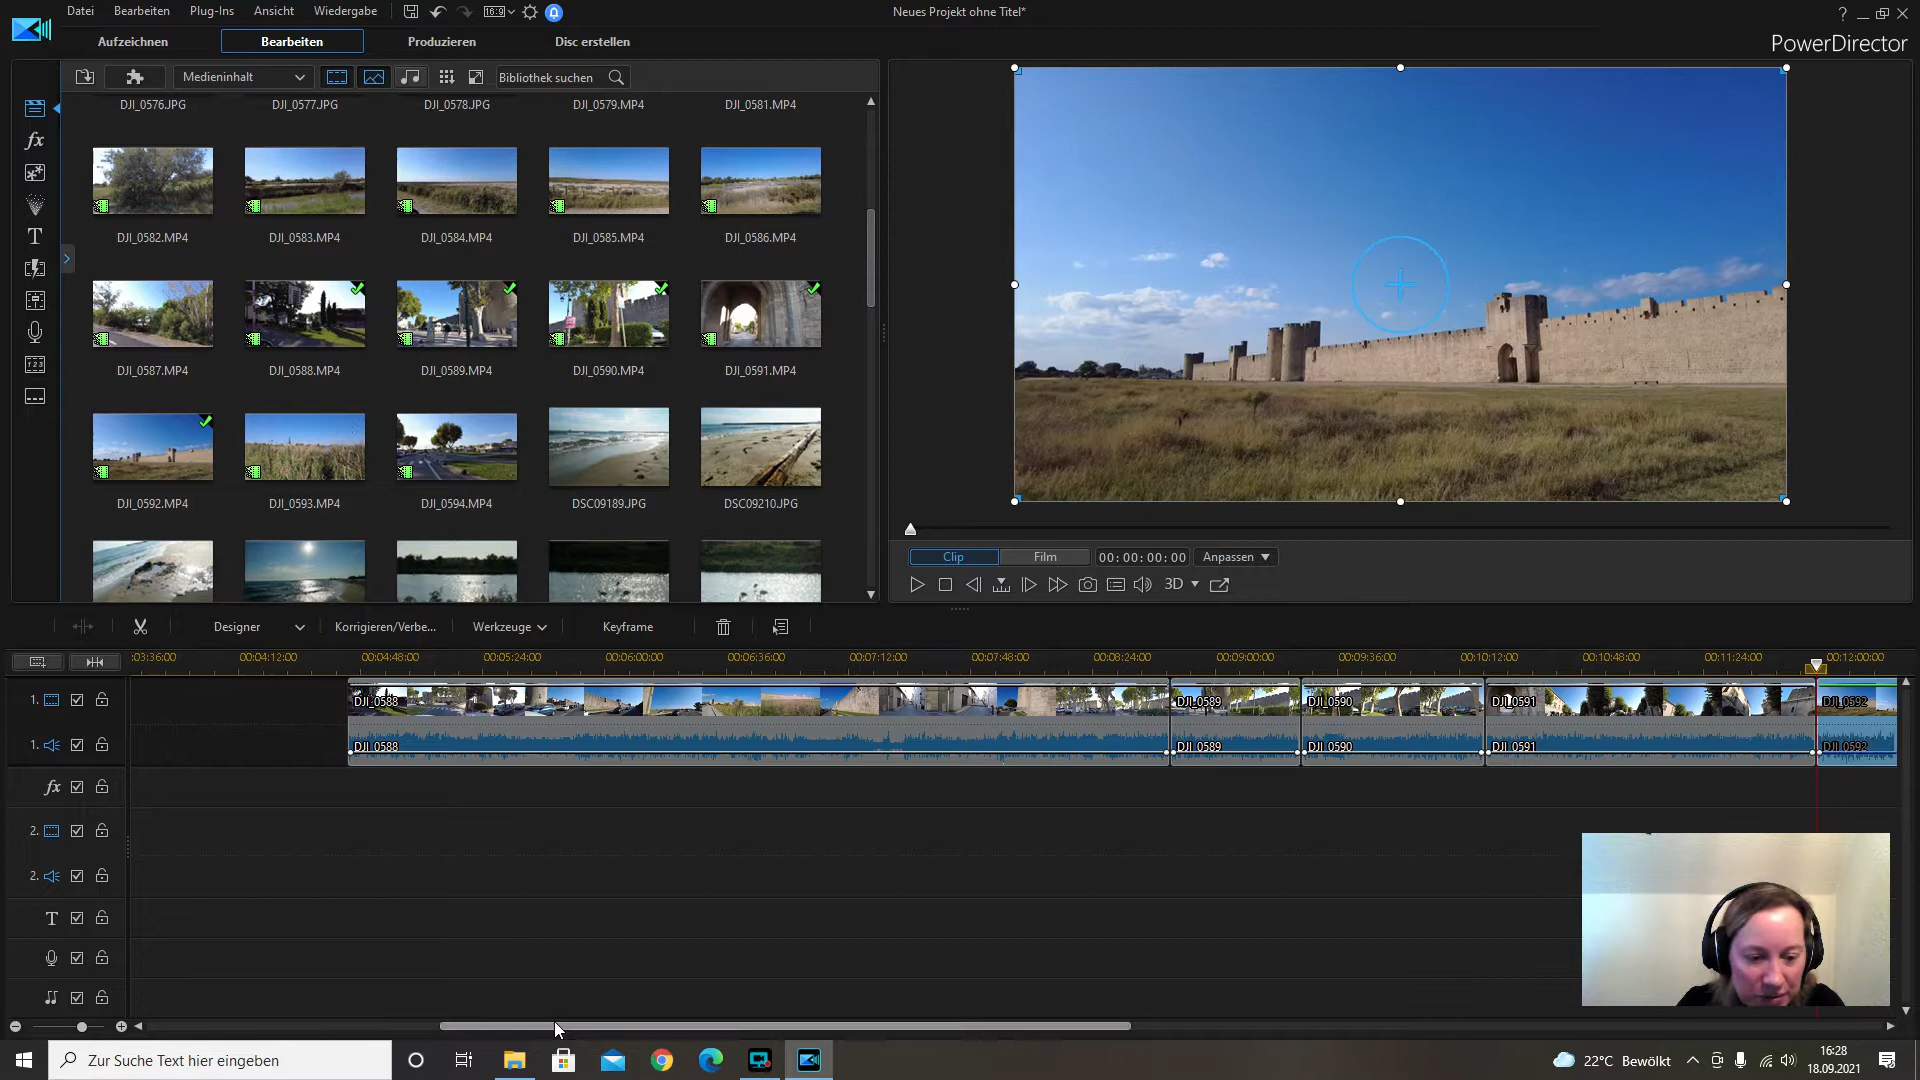 Datei Bearbeiten Plug-Ins Ansicht Wiedergabe 16:9 Neues Projekt ohne Titel* ?
Aufzeichnen Bearbeiten Produzieren Disc erstellen PowerDirector
Medieninhalt Bibliothek suchen
DJI_0576.JPG DJI_0577.JPG DJI_0578.JPG DJI_0579.MP4 DJI_0581.MP4
DJI_0582.MP4 DJI_0583.MP4 DJI_0584.MP4 DJI_0585.MP4 DJI_0586.MP4
DJI_0587.MP4 DJI_0588.MP4 DJI_0589.MP4 DJI_0590.MP4 DJI_0591.MP4
DJI_0592.MP4 DJI_0593.MP4 DJI_0594.MP4 DSC09189.JPG DSC09210.JPG
fx
T
Clip Film 00:00:00:00 Anpassen
3D
Designer Korrigieren/Verbe... Werkzeuge Keyframe
:03:36:00 00:04:12:00 00:04:48:00 00:05:24:00 00:06:00:00 00:06:36:00 00:07:12:00 00:07:48:00 00:08:24:00 00:09:00:00 00:09:36:00 00:10:12:00 00:10:48:00 00:11:24:00 00:12:00:00
1. DJI_0588 DJI_0589 DJI_0590 DJI_0591 DJI_0592
1. DJI_0588 DJI_0589 DJI_0590 DJI_0591 DJI_0592
fx
2.
2.
T
Zur Suche Text hier eingeben 22°C Bewölkt 16:28
18.09.2021